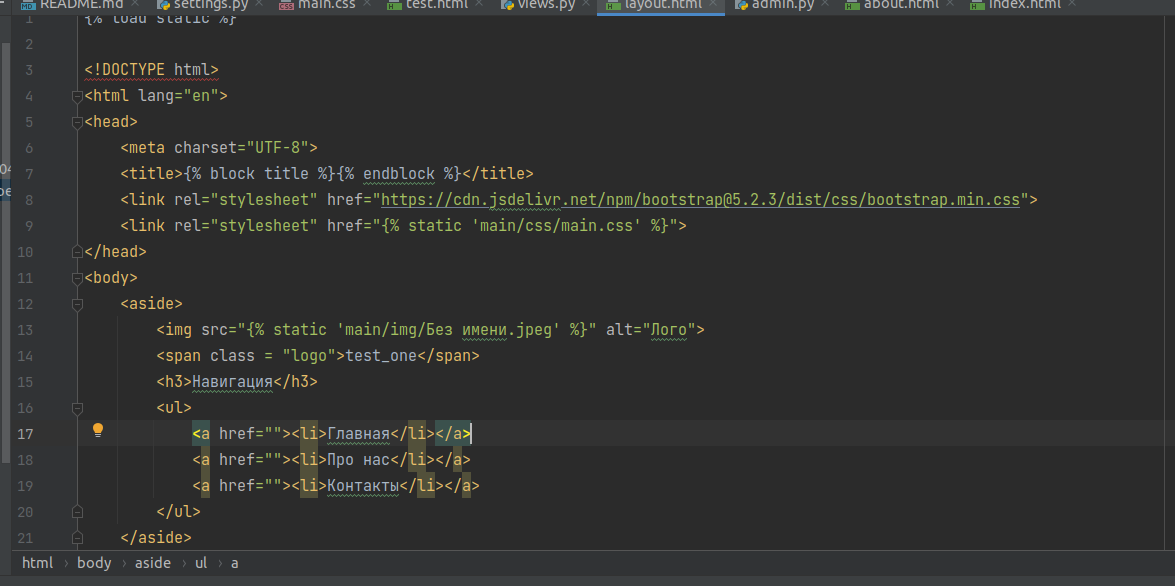 README.md settings.py main.css test.html views.py layout.html admin.py about.html index.html
1 {% load static %}
2
3 <!DOCTYPE html>
4 <html lang="en">
5 <head>
6 <meta charset="UTF-8">
7 <title>{% block title %}{% endblock %}</title>
8 <link rel="stylesheet" href="https://cdn.jsdelivr.net/npm/bootstrap@5.2.3/dist/css/bootstrap.min.css">
9 <link rel="stylesheet" href="{% static 'main/css/main.css' %}">
10 </head>
11 <body>
12 <aside>
13 <img src="{% static 'main/img/Без имени.jpeg' %}" alt="Лого">
14 <span class = "logo">test_one</span>
15 <h3>Навигация</h3>
16 <ul>
17 <a href=""><li>Главная</li></a>
18 <a href=""><li>Про нас</li></a>
19 <a href=""><li>Контакты</li></a>
20 </ul>
21 </aside>
html › body › aside › ul › a